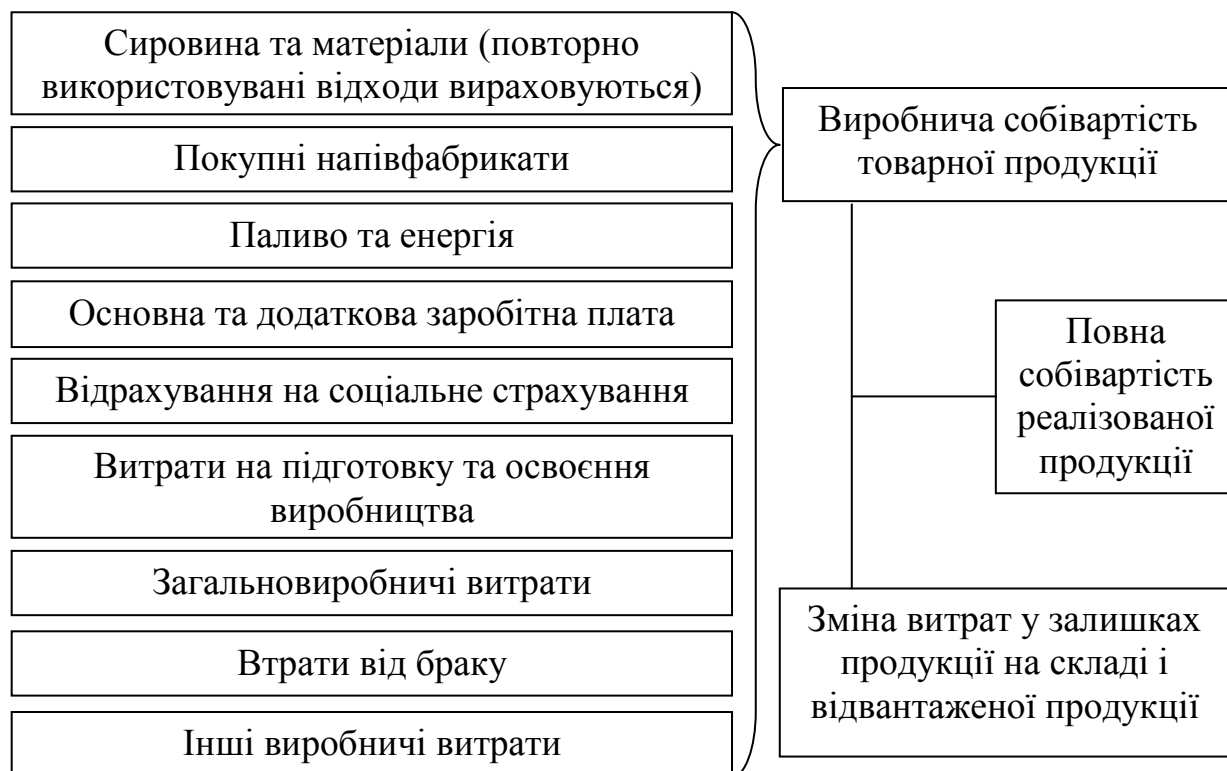 Сировина та матеріали (повторно
використовувані відходи вираховуються)
Покупні напівфабрикати
Паливо та енергія
Основна та додаткова заробітна плата
Відрахування на соціальне страхування
Витрати на підготовку та освоєння
виробництва
Загальновиробничі витрати
Втрати від браку
Інші виробничі витрати
Виробнича собівартість
товарної продукції
Повна
собівартість
реалізованої
продукції
Зміна витрат у залишках
продукції на складі і
відвантаженої продукції